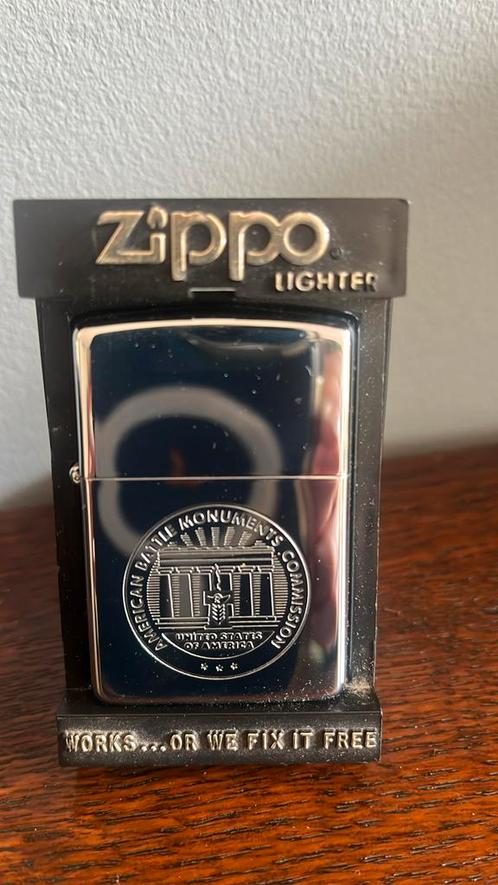 Zippo®
LIGHTER
AMERICAN BATTLE MONUMENTS COMMISSION
UNITED STATES
OF AMERICA
WORKS...OR WE FIX IT FREE